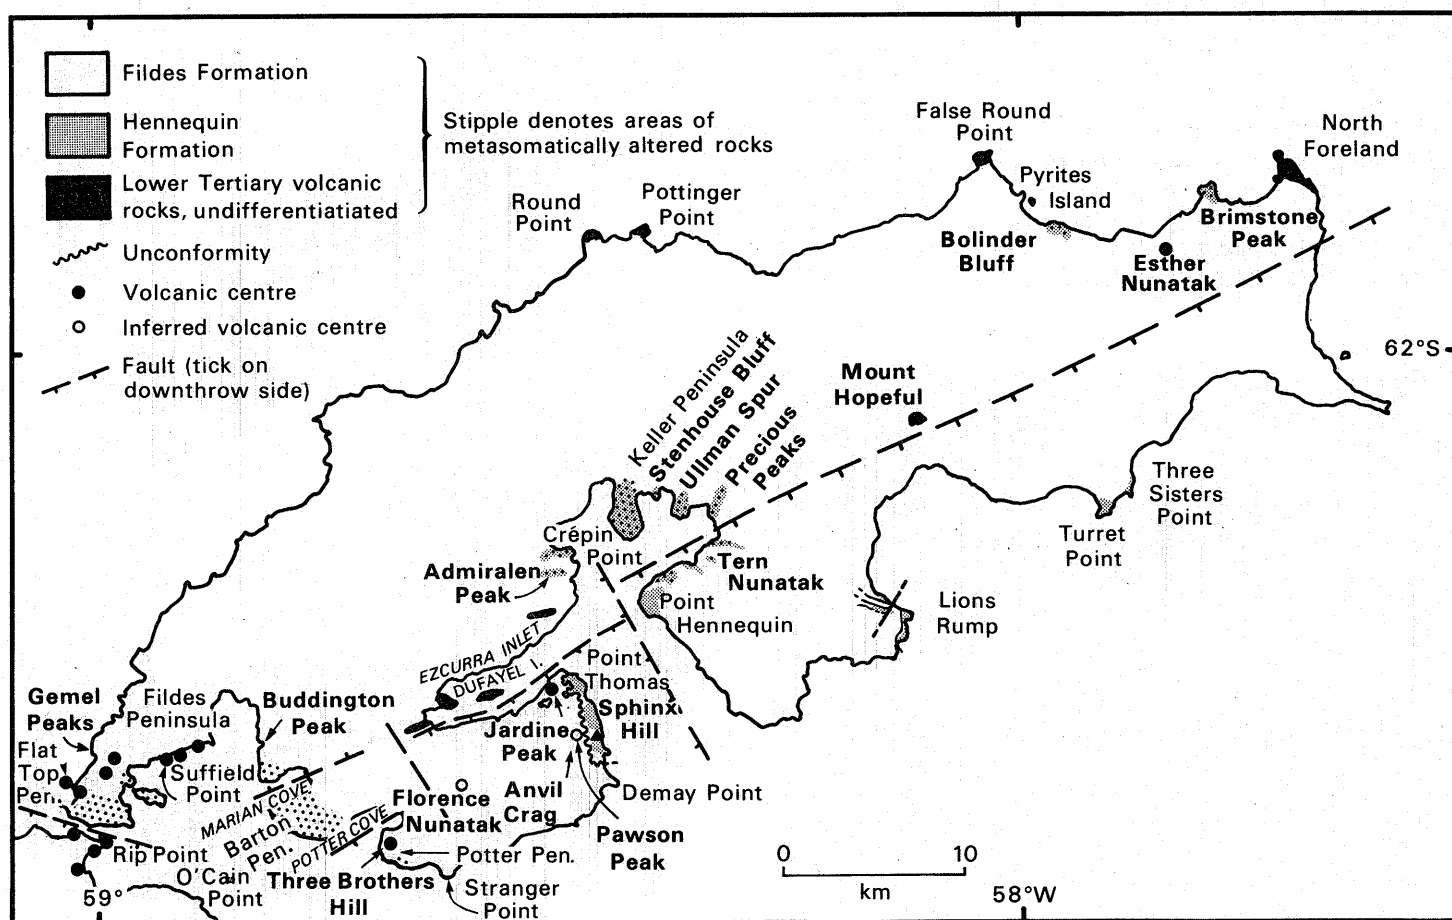 Fildes Formation
Hennequin
Formation
Lower Tertiary volcanic
rocks, undifferentiatiated
Stipple denotes areas of
metasomatically altered rocks
Unconformity
Volcanic centre
Inferred volcanic centre
Fault (tick on
downthrow side)
False Round
Point
North
Foreland
Round
Point
Pottinger
Point
Pyrites
Island
Bolinder
Bluff
Brimstone
Peak
Esther
Nunatak
62°S
Keller Peninsula
Stenhouse Bluff
Ullman Spur
Precious
Peaks
Mount
Hopeful
Three
Sisters
Point
Turret
Point
Crépin
Point
Admiralen
Peak
Tern
Nunatak
Point
Hennequin
Lions
Rump
EZCURRA INLET
DUFAYEL I.
Point
Thomas
Sphinx
Hill
Gemel
Peaks
Fildes
Peninsula
Buddington
Peak
Jardine
Peak
Flat
Top
Pen.
Suffield
Point
MARIAN COVE
Barton
Pen.
POTTER COVE
Florence
Nunatak
Anvil
Crag
Demay Point
Pawson
Peak
Rip Point
O'Cain
Point
Three Brothers
Hill
Potter Pen.
Stranger
Point
0 10
km
59°
58°W